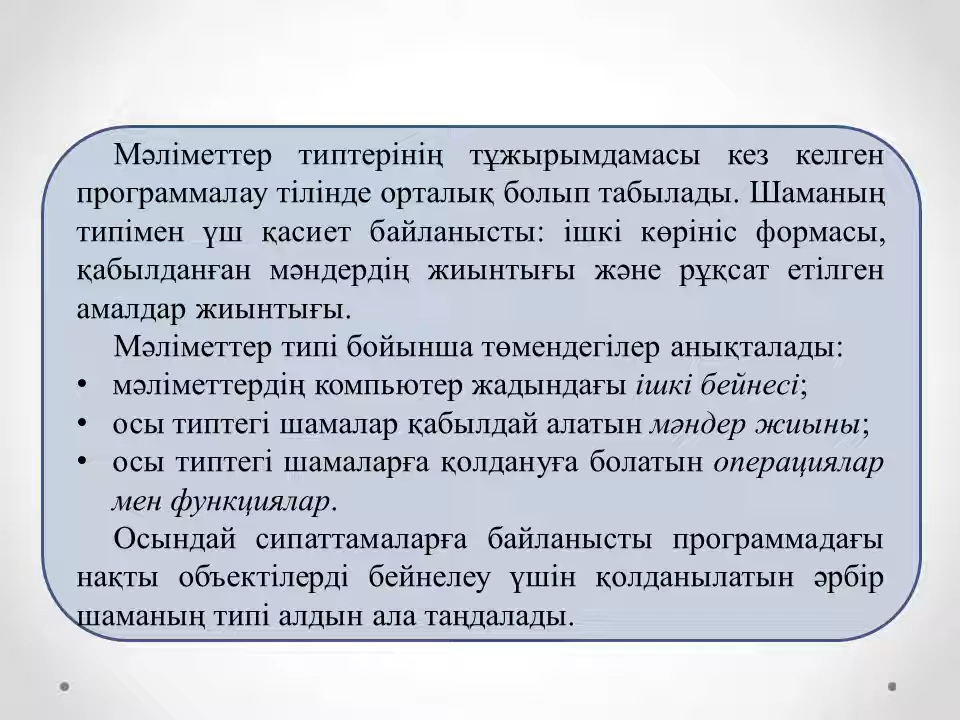 Мәліметтер типтерінің тұжырымдамасы кез келген
программалау тілінде орталық болып табылады. Шаманың
типімен үш қасиет байланысты: ішкі көрініс формасы,
қабылданған мәндердің жиынтығы және рұқсат етілген
амалдар жиынтығы.
Мәліметтер типі бойынша төмендегілер анықталады:
• мәліметтердің компьютер жадындағы ішкі бейнесі;
• осы типтегі шамалар қабылдай алатын мәндер жиыны;
• осы типтегі шамаларға қолдануға болатын операциялар
мен функциялар.
Осындай сипаттамаларға байланысты программадағы
нақты объектілерді бейнелеу үшін қолданылатын әрбір
шаманың типі алдын ала таңдалады.